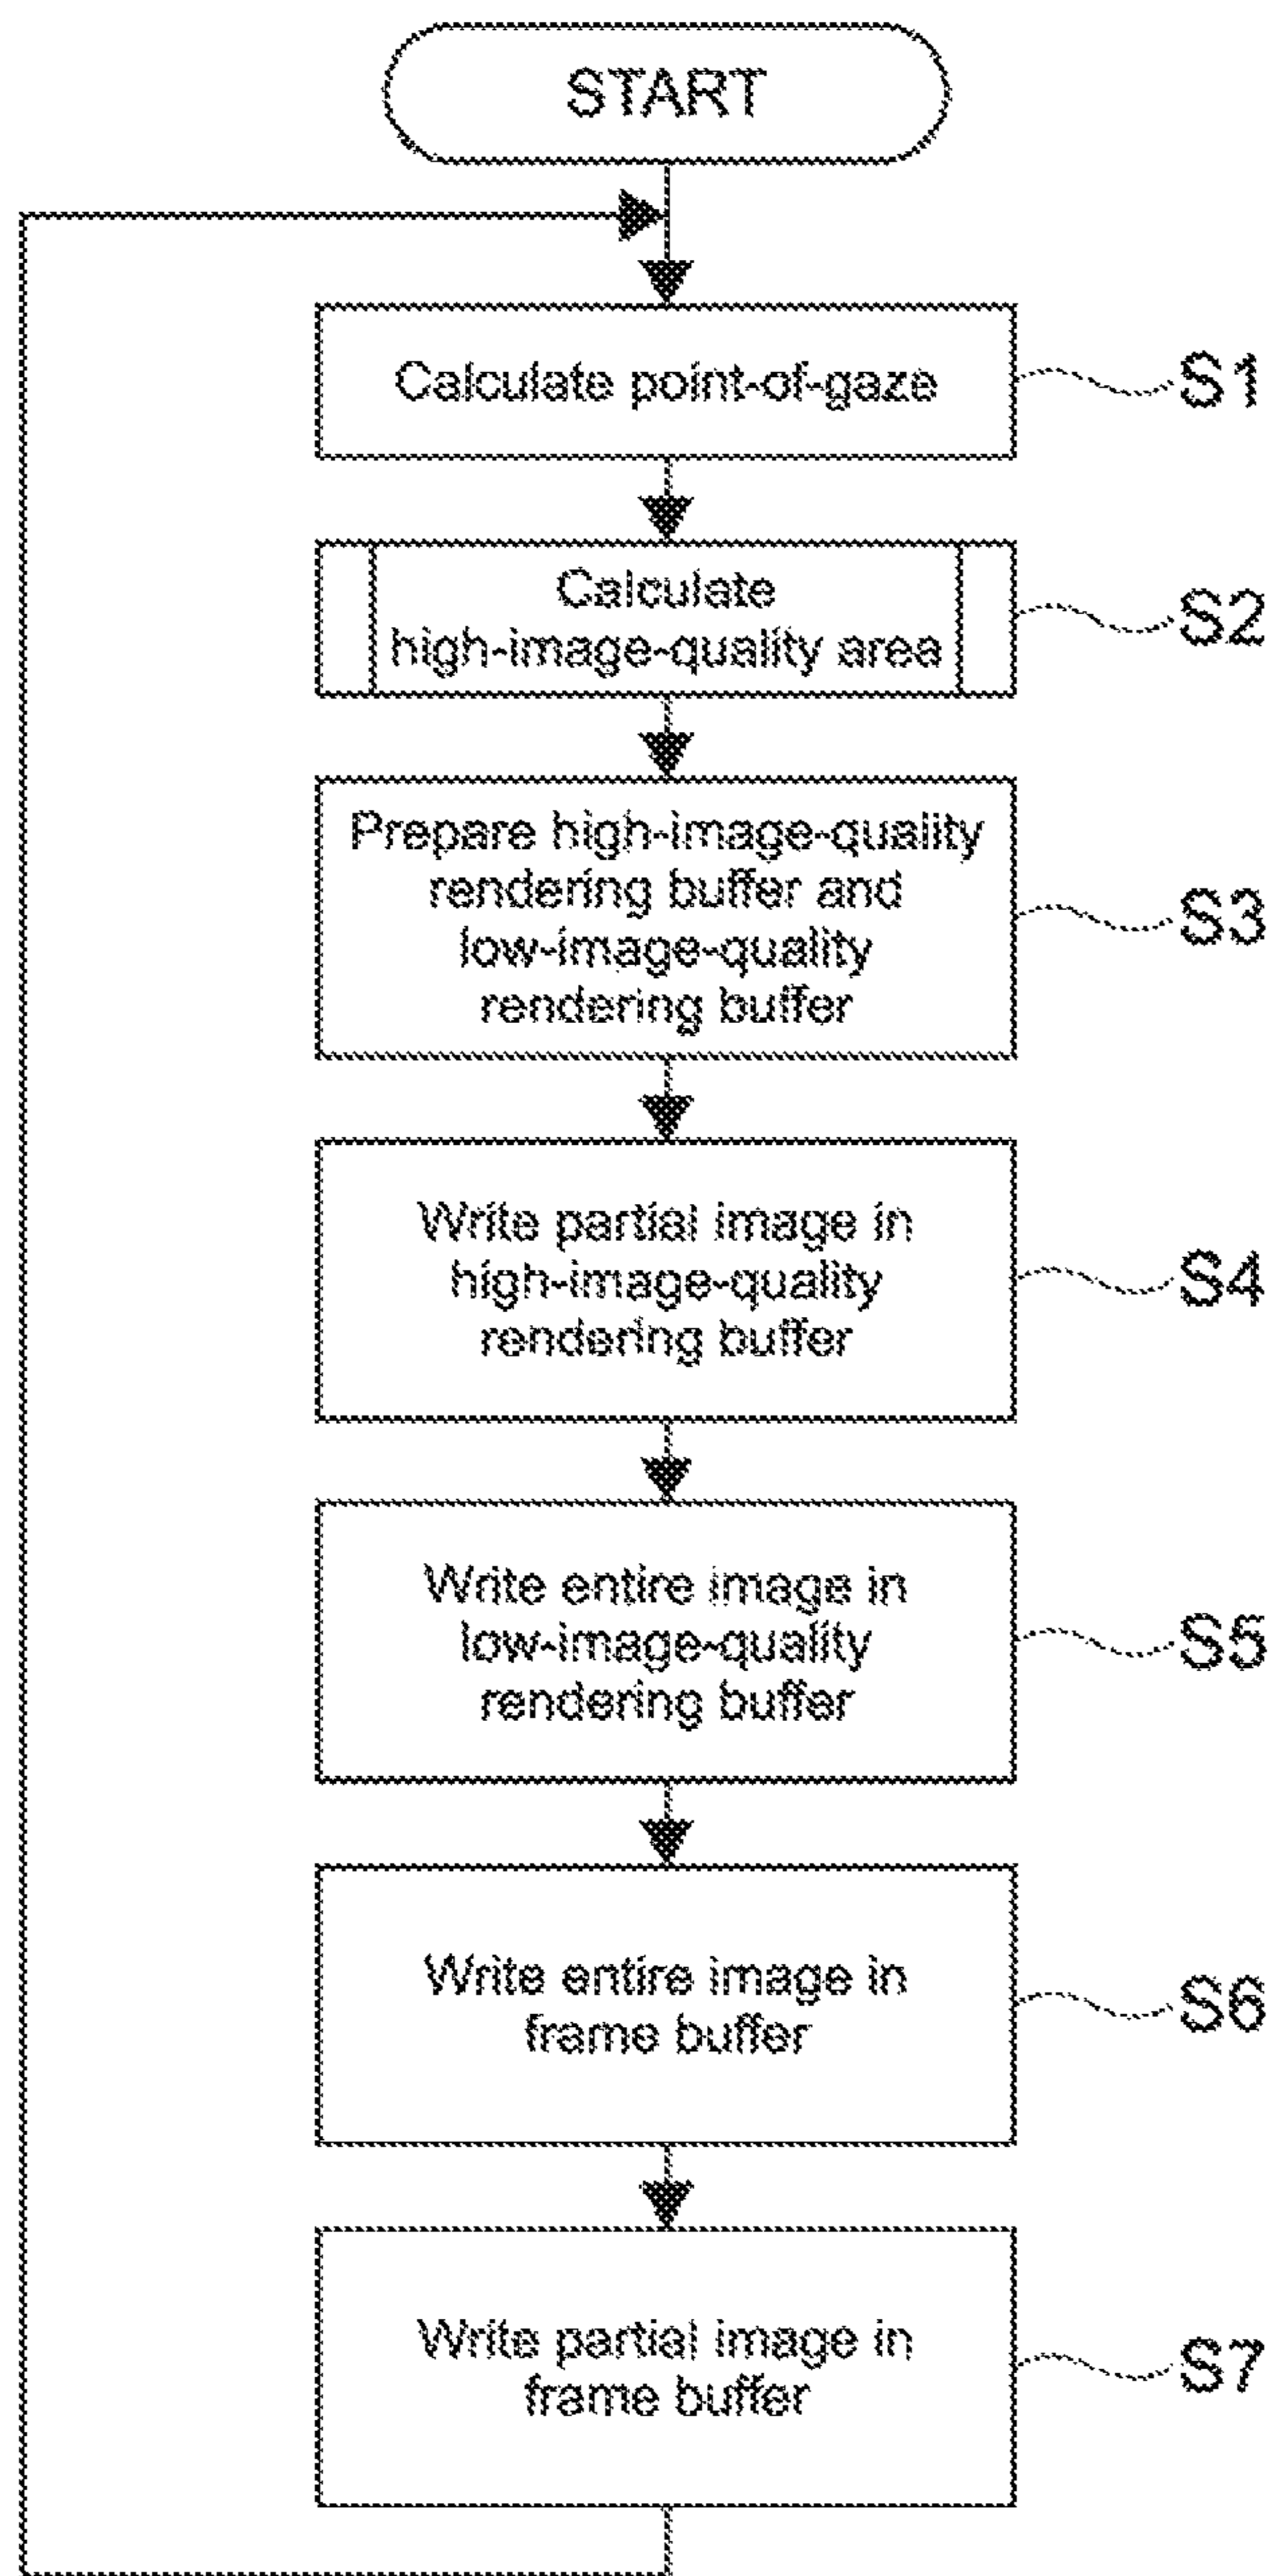 START
Calculate point-of-gaze
S1
Calculate
high-image-quality area
S2
Prepare high-image-quality
rendering buffer and
low-image-quality
rendering buffer
S3
Write partial image in
high-image-quality
rendering buffer
S4
Write entire image in
low-image-quality
rendering buffer
S5
Write entire image in
frame buffer
S6
Write partial image in
frame buffer
S7